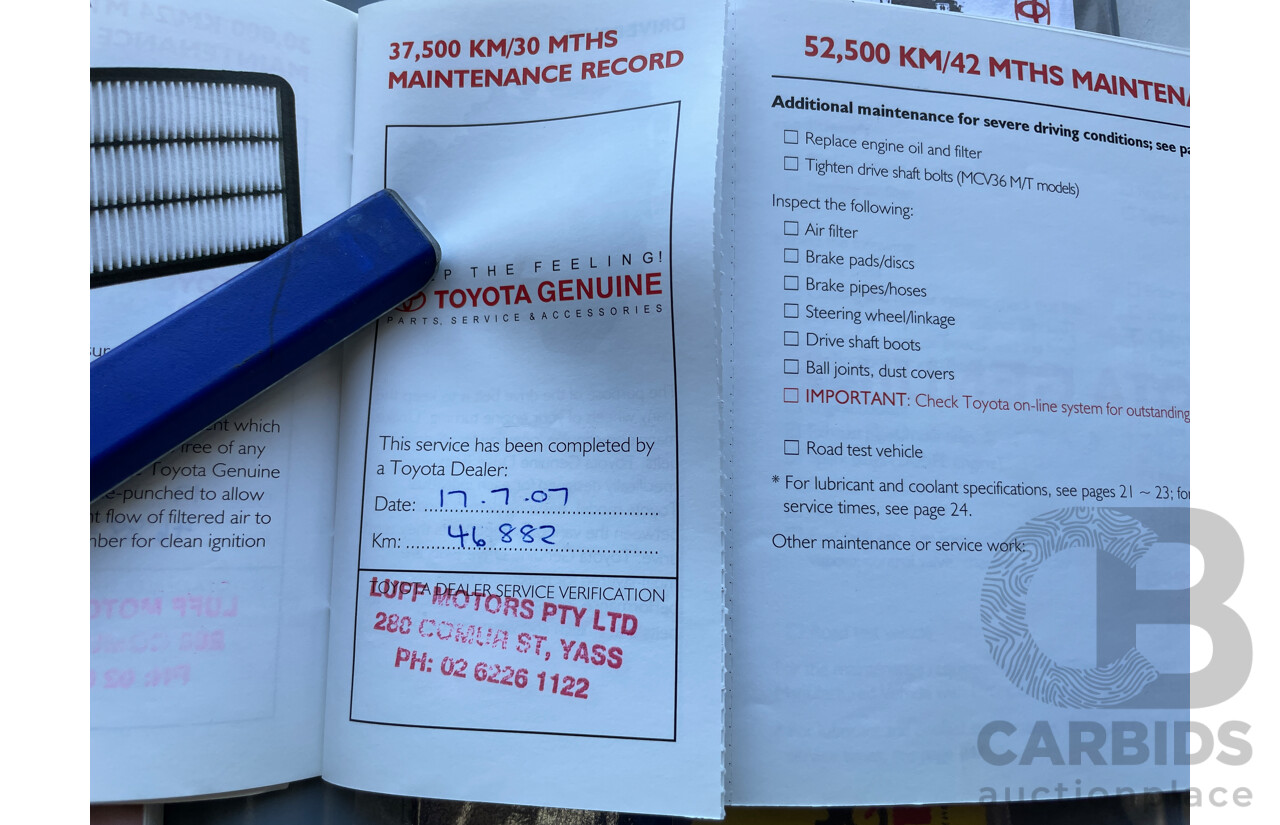 37,500 KM/30 MTHS
MAINTENANCE RECORD
P THE FEELING!
TOYOTA GENUINE
PARTS, SERVICE & ACCESSORIES
This service has been completed by
a Toyota Dealer:
Date: 17.7.07
Km: 46882
TOYOTA DEALER SERVICE VERIFICATION
LUFF MOTORS PTY LTD
280 COMUR ST, YASS
PH: 02 6226 1122
nt which
free of any
Toyota Genuine
e-punched to allow
t flow of filtered air to
mber for clean ignition
52,500 KM/42 MTHS MAINTENA
Additional maintenance for severe driving conditions; see pa
Replace engine oil and filter
Tighten drive shaft bolts (MCV36 M/T models)
Inspect the following:
Air filter
Brake pads/discs
Brake pipes/hoses
Steering wheel/linkage
Drive shaft boots
Ball joints, dust covers
IMPORTANT: Check Toyota on-line system for outstanding
Road test vehicle
* For lubricant and coolant specifications, see pages 21 ~ 23; for
service times, see page 24.
Other maintenance or service work:
CB
CARBIDS
auctionplace